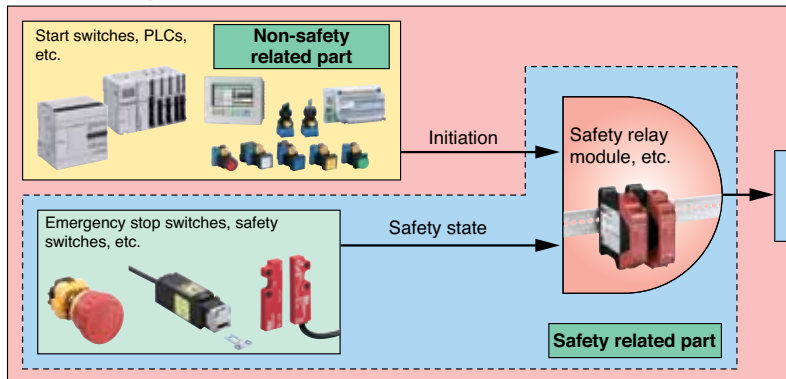 Start switches, PLCs,
etc.
Non-safety
related part
Initiation
Safety relay
module, etc.
Emergency stop switches, safety
switches, etc.
Safety state
Safety related part